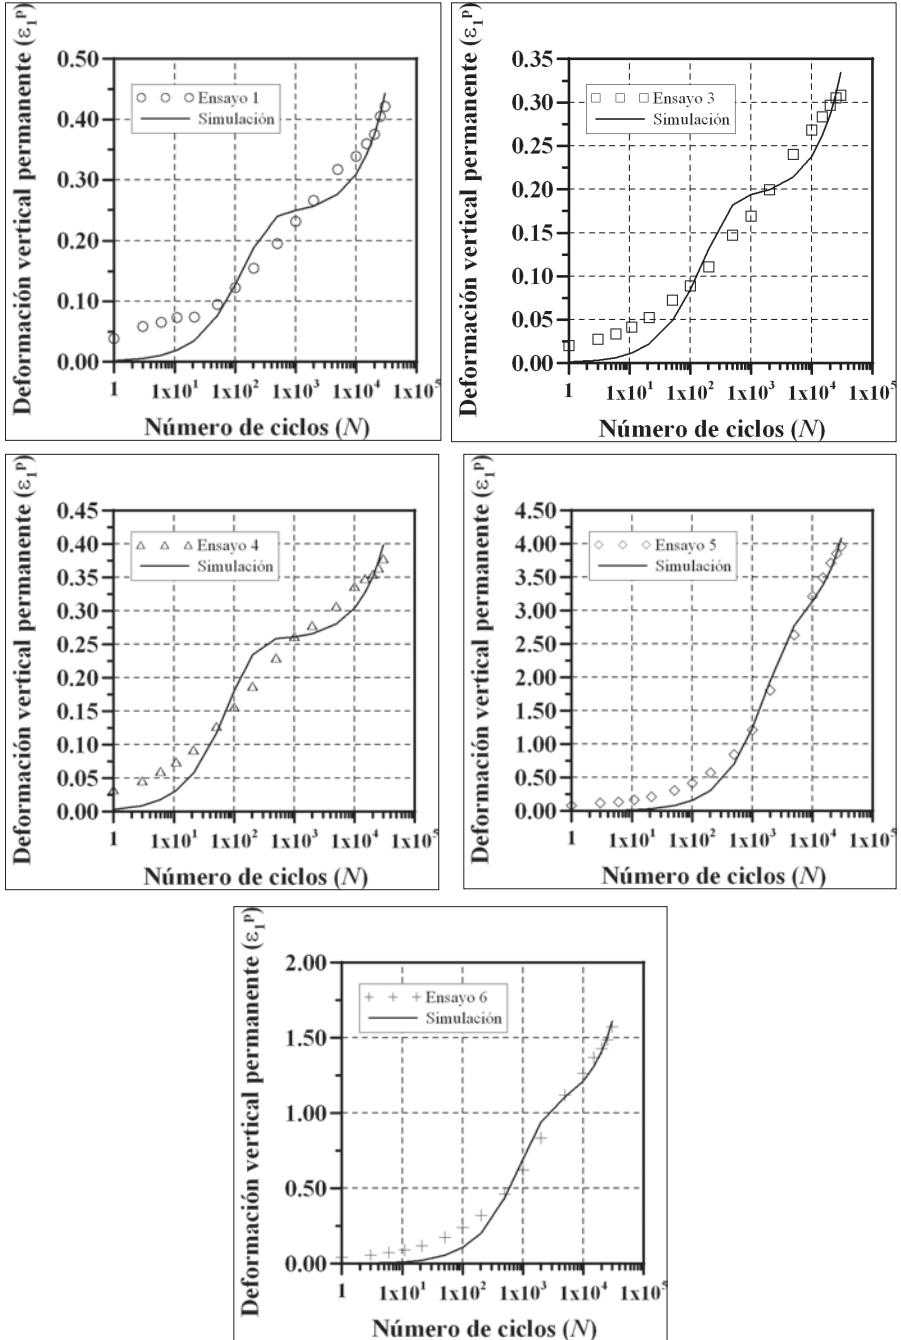 Deformación vertical permanente (ε₁ᵖ)
0.50
0.40
0.30
0.20
0.10
0.00
Ensayo 1
Simulación
1 1x10¹ 1x10² 1x10³ 1x10⁴ 1x10⁵
Número de ciclos (N)
Deformación vertical permanente (ε₁ᵖ)
0.35
0.30
0.25
0.20
0.15
0.10
0.05
0.00
Ensayo 3
Simulación
1 1x10¹ 1x10² 1x10³ 1x10⁴ 1x10⁵
Número de ciclos (N)
Deformación vertical permanente (ε₁ᵖ)
0.45
0.40
0.35
0.30
0.25
0.20
0.15
0.10
0.05
0.00
Ensayo 4
Simulación
1 1x10¹ 1x10² 1x10³ 1x10⁴ 1x10⁵
Número de ciclos (N)
Deformación vertical permanente (ε₁ᵖ)
4.50
4.00
3.50
3.00
2.50
2.00
1.50
1.00
0.50
0.00
Ensayo 5
Simulación
1 1x10¹ 1x10² 1x10³ 1x10⁴ 1x10⁵
Número de ciclos (N)
Deformación vertical permanente (ε₁ᵖ)
2.00
1.50
1.00
0.50
0.00
Ensayo 6
Simulación
1 1x10¹ 1x10² 1x10³ 1x10⁴ 1x10⁵
Número de ciclos (N)